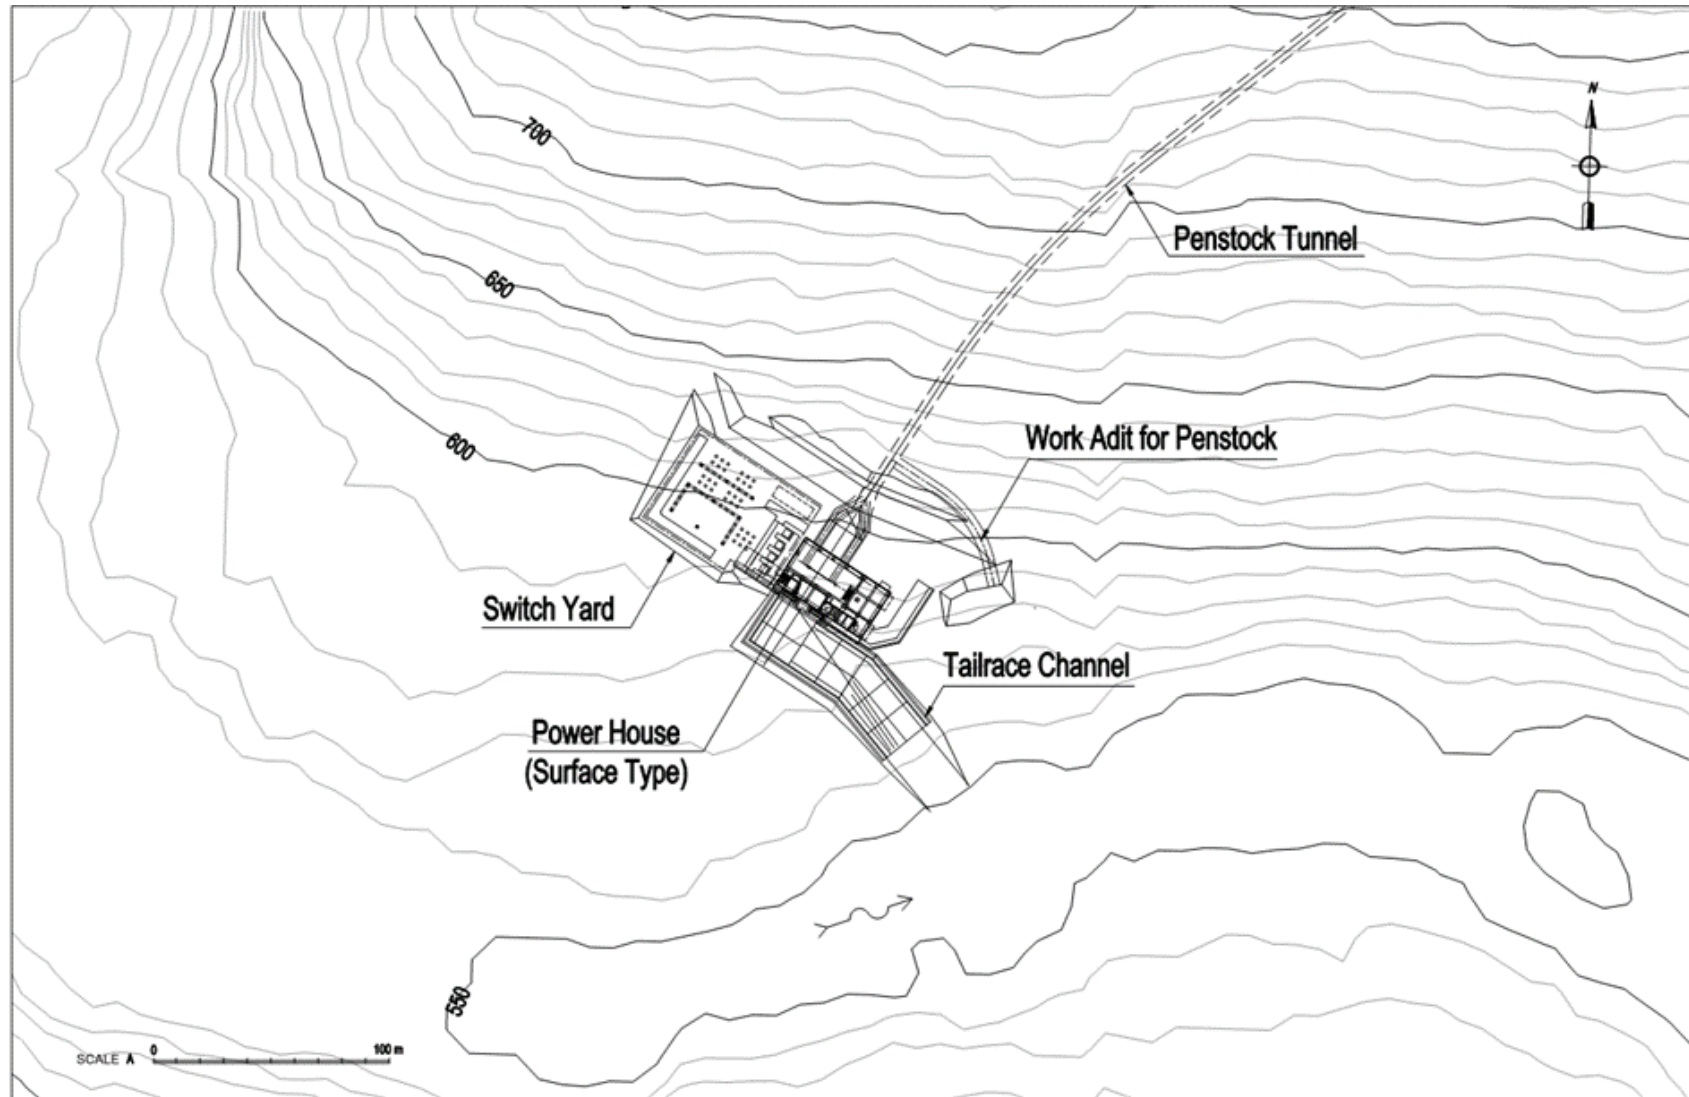 N
700
Penstock Tunnel
650
Work Adit for Penstock
600
Switch Yard
Tailrace Channel
Power House
(Surface Type)
550
SCALE A 0 100 m